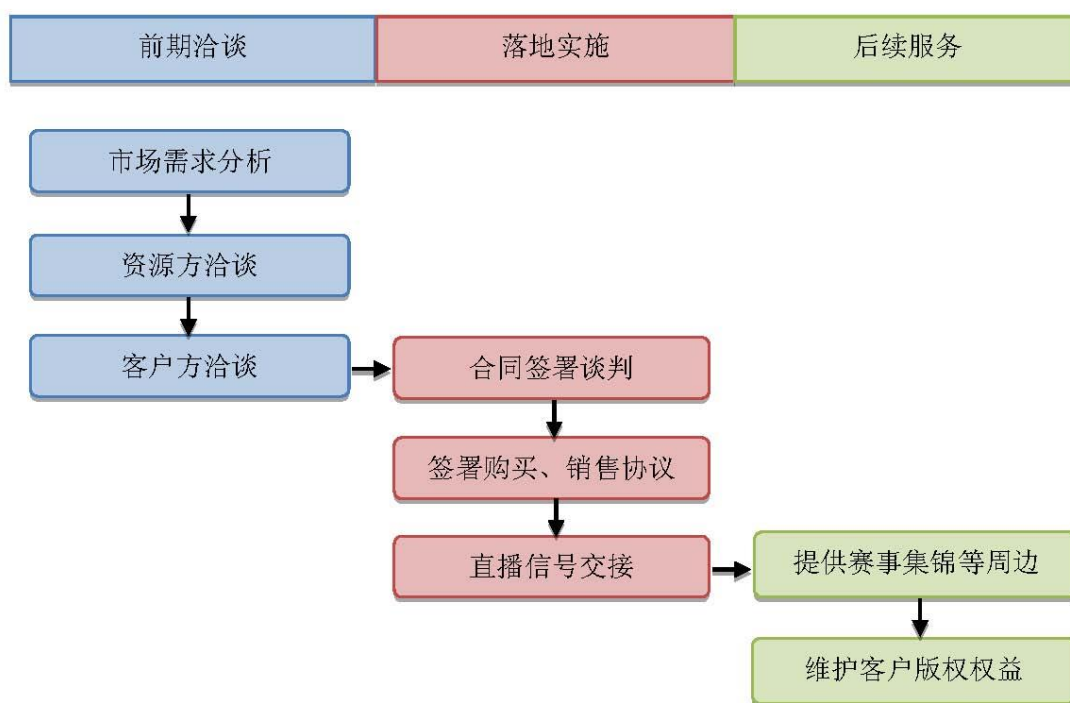 前期洽谈
落地实施
后续服务
市场需求分析
资源方洽谈
客户方洽谈
合同签署谈判
签署购买、销售协议
直播信号交接
提供赛事集锦等周边
维护客户版权权益